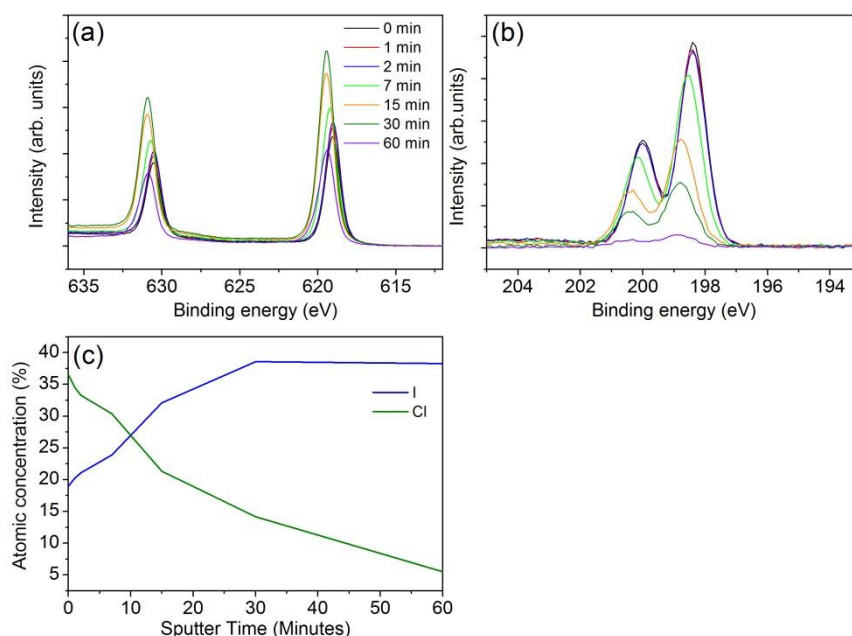 (a)
0 min
1 min
2 min
7 min
15 min
30 min
60 min
Intensity (arb. units)
635 630 625 620 615
Binding energy (eV)
(b)
Intensity (arb.units)
204 202 200 198 196 194
Binding energy (eV)
(c)
I
Cl
Atomic concentration (%)
40
35
30
25
20
15
10
5
0 10 20 30 40 50 60
Sputter Time (Minutes)